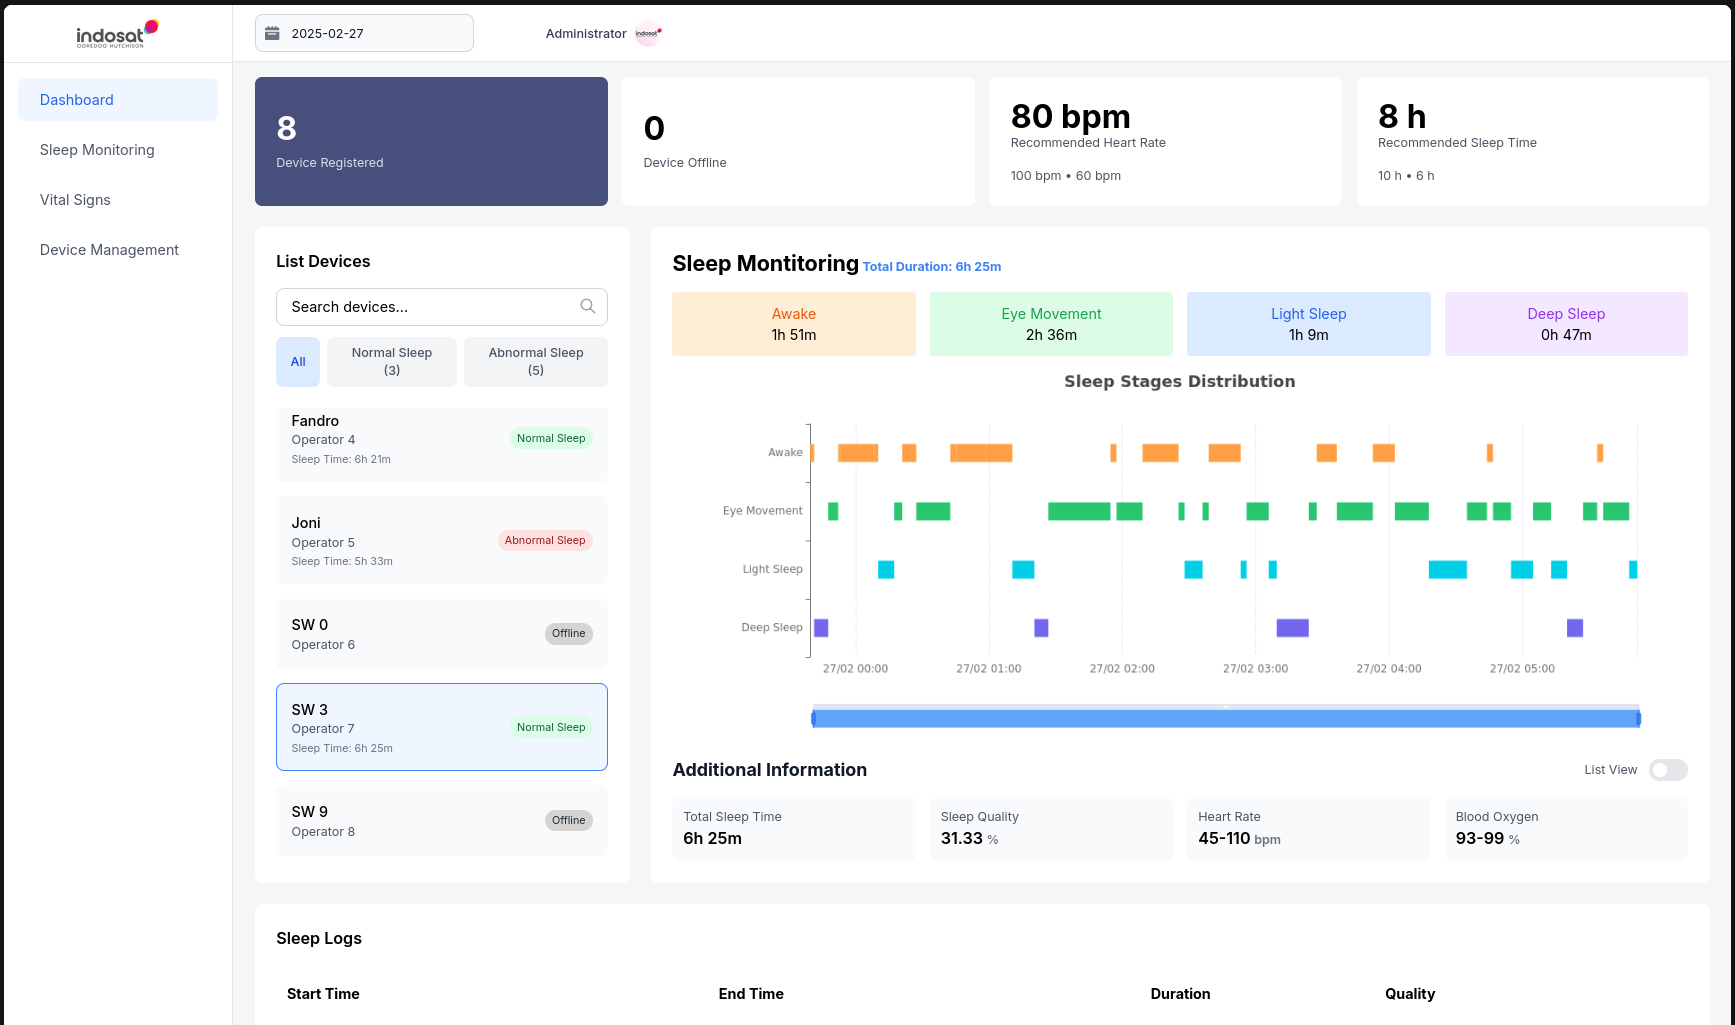 indosat
OOREDOO HUTCHISON
2025-02-27
Administrator
indosat
Dashboard
Sleep Monitoring
Vital Signs
Device Management
8
Device Registered
0
Device Offline
80 bpm
Recommended Heart Rate
100 bpm • 60 bpm
8 h
Recommended Sleep Time
10 h • 6 h
List Devices
Search devices...
All
Normal Sleep
(3)
Abnormal Sleep
(5)
Fandro
Operator 4
Sleep Time: 6h 21m
Normal Sleep
Joni
Operator 5
Sleep Time: 5h 33m
Abnormal Sleep
SW 0
Operator 6
Offline
SW 3
Operator 7
Sleep Time: 6h 25m
Normal Sleep
SW 9
Operator 8
Offline
Sleep Montitoring Total Duration: 6h 25m
Awake
1h 51m
Eye Movement
2h 36m
Light Sleep
1h 9m
Deep Sleep
0h 47m
Sleep Stages Distribution
Awake
Eye Movement
Light Sleep
Deep Sleep
27/02 00:00 27/02 01:00 27/02 02:00 27/02 03:00 27/02 04:00 27/02 05:00
Additional Information
List View
Total Sleep Time
6h 25m
Sleep Quality
31.33 %
Heart Rate
45-110 bpm
Blood Oxygen
93-99 %
Sleep Logs
Start Time End Time Duration Quality